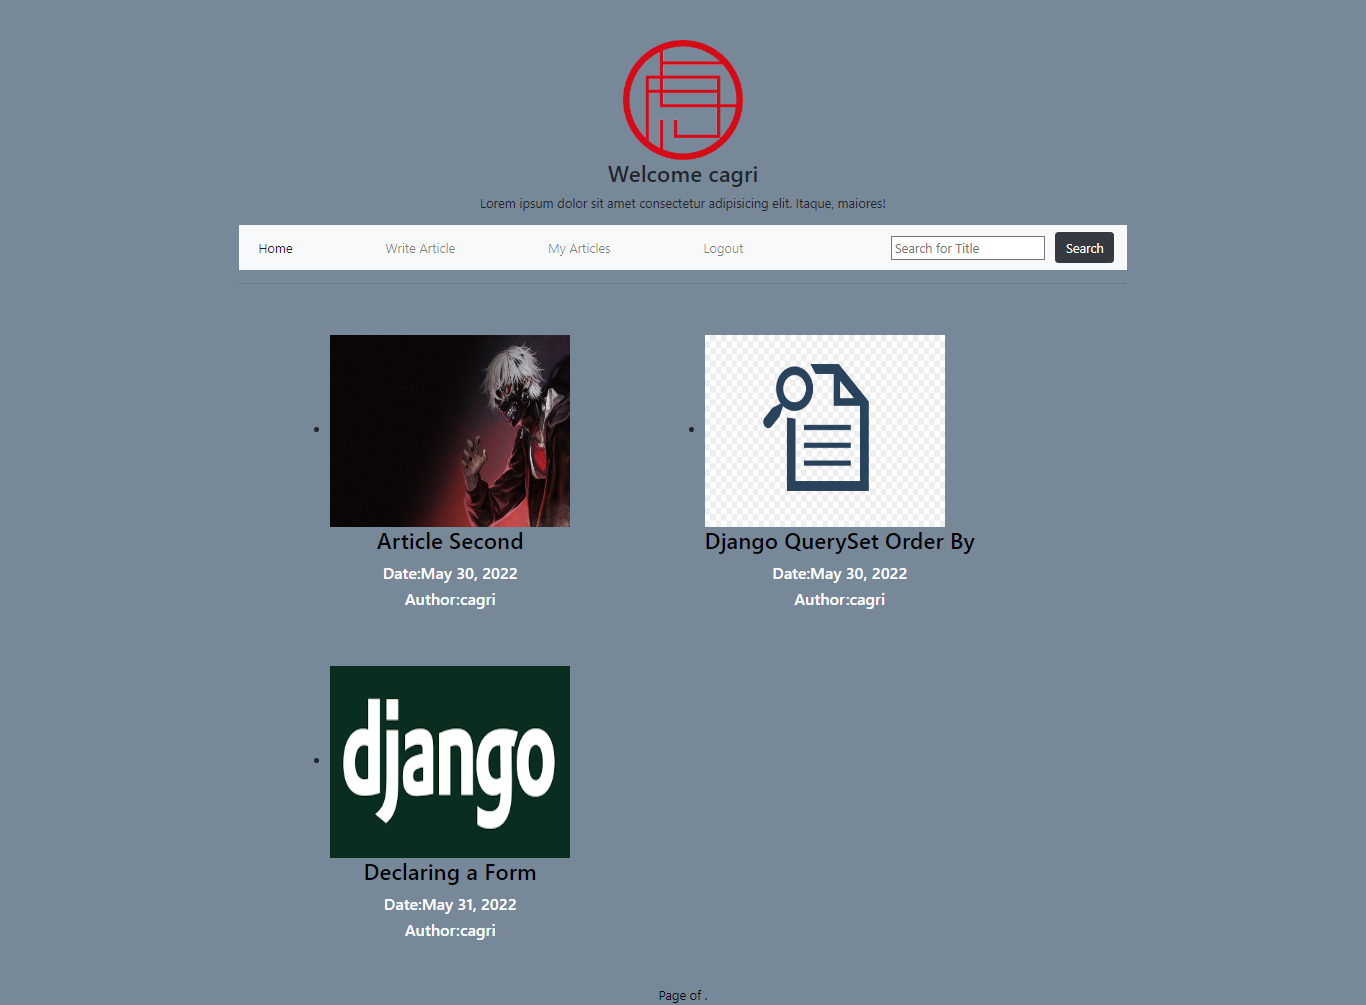 Welcome cagri
Lorem ipsum dolor sit amet consectetur adipisicing elit. Itaque, maiores!
Home Write Article My Articles Logout Search for Title Search
Article Second
Date:May 30, 2022
Author:cagri
Django QuerySet Order By
Date:May 30, 2022
Author:cagri
django
Declaring a Form
Date:May 31, 2022
Author:cagri
Page of .